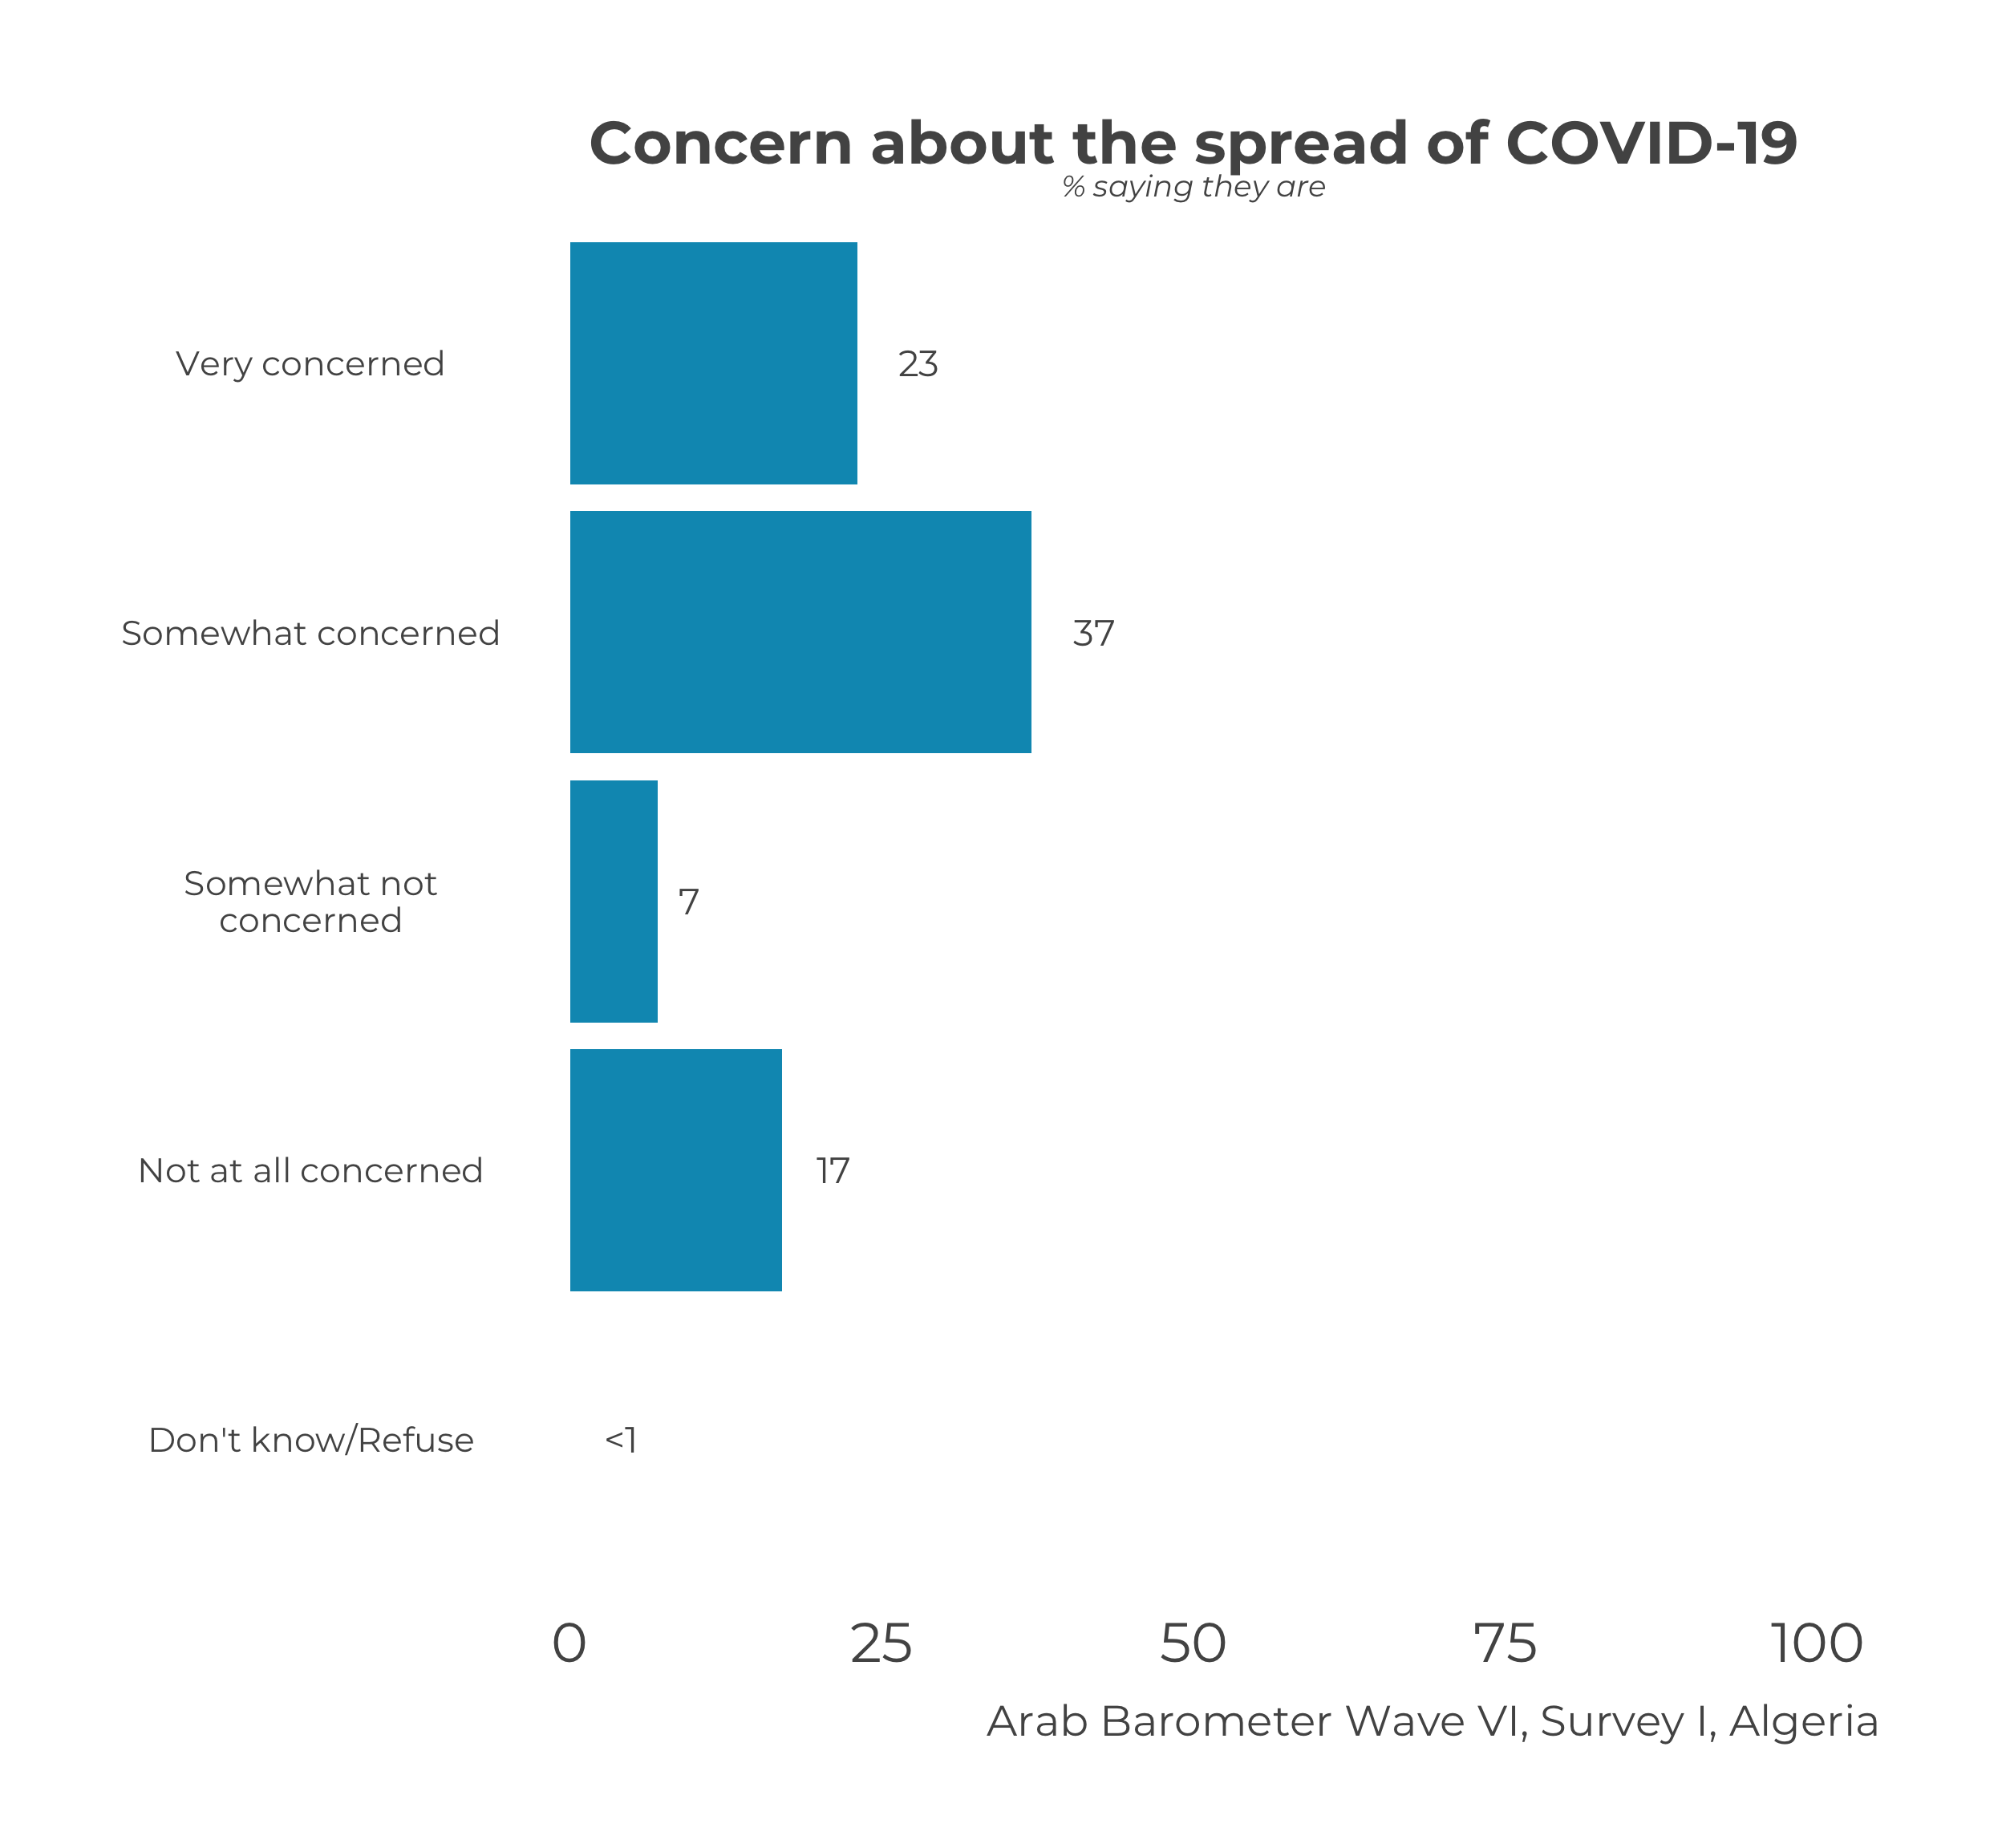 Concern about the spread of COVID-19
% saying they are
Very concerned
23
Somewhat concerned
37
Somewhat not
concerned
7
Not at all concerned
17
Don't know/Refuse
<1
0 25 50 75 100
Arab Barometer Wave VI, Survey I, Algeria